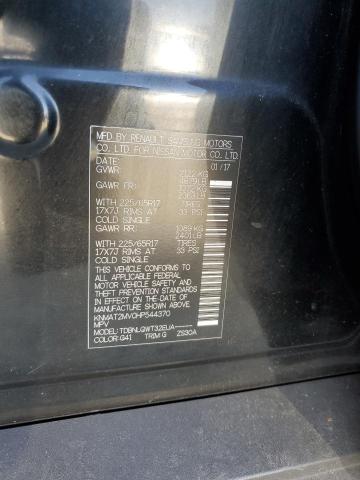 MFD BY RENAULT SAMSUNG MOTORS
CO., LTD. FOR NISSAN MOTOR CO., LTD.
DATE: 01/17
GVWR: 2122 KG
GAWR FR:
WITH 225/65R17 TIRES
17X7J RIMS AT 33 PSI
COLD SINGLE
GAWR RR: 1089 KG
2401 LB
WITH 225/65R17 TIRES
17X7J RIMS AT 33 PSI
COLD SINGLE
THIS VEHICLE CONFORMS TO
ALL APPLICABLE FEDERAL
MOTOR VEHICLE SAFETY AND
THEFT PREVENTION STANDARDS
IN EFFECT ON THE DATE OF
MANUFACTURE SHOWN ABOVE.
KNMAT2MV0HP544370
MPV
MODEL: TDBNLQWT32EUA
COLOR: G41 TRIM: G ZS30A